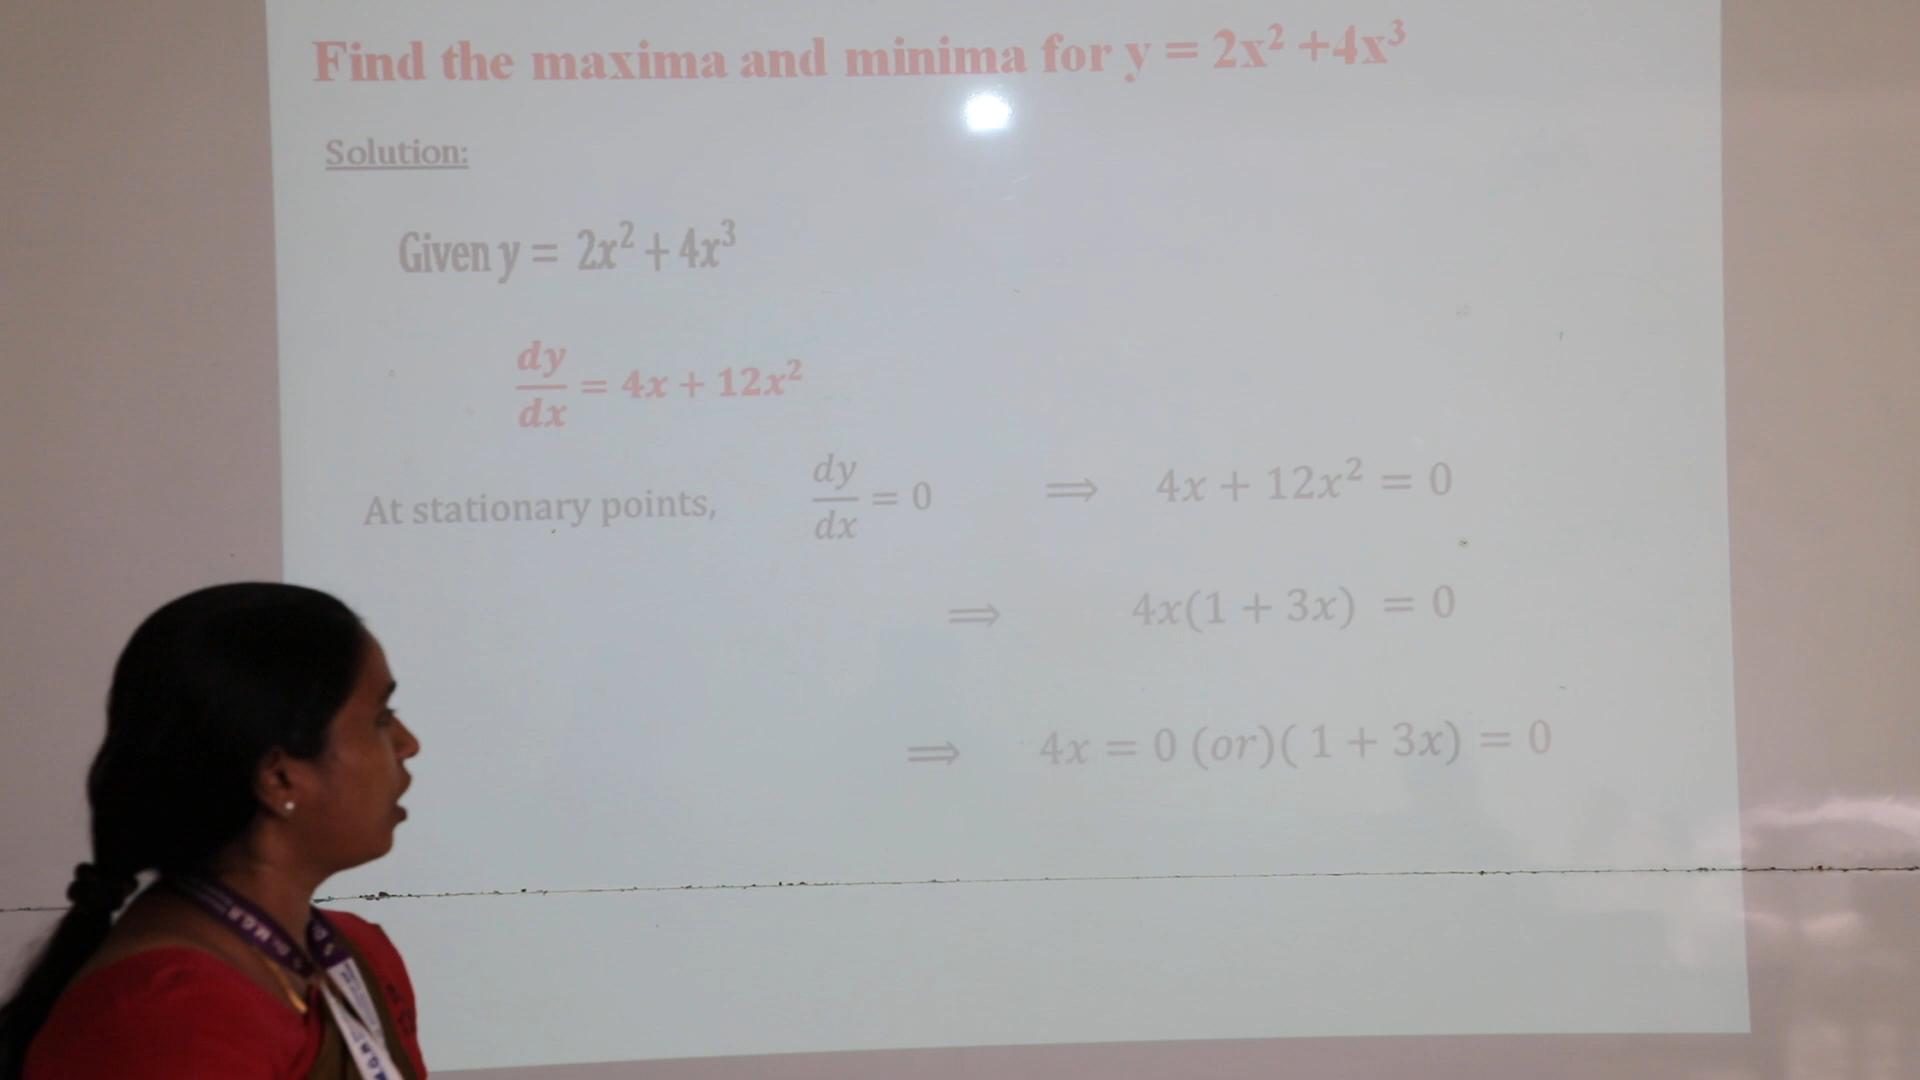 Find the maxima and minima for y = 2x² +4x³
Solution:
Given y = 2x² + 4x³
dy/dx = 4x + 12x²
At stationary points, dy/dx = 0 ⟹ 4x + 12x² = 0
⟹ 4x(1 + 3x) = 0
⟹ 4x = 0 (or)( 1 + 3x) = 0